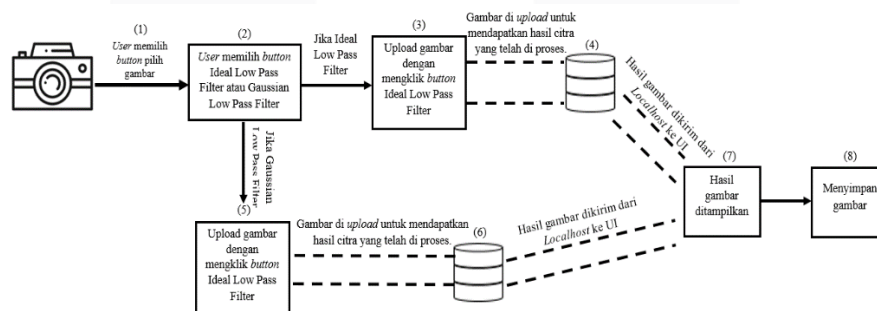 (1)
User memilih
button pilih
gambar
(2)
User memilih button
Ideal Low Pass
Filter atau Gaussian
Low Pass Filter
Jika Ideal
Low Pass
Filter
(3)
Upload gambar
dengan
mengklik button
Ideal Low Pass
Filter
Gambar di upload untuk
mendapatkan hasil citra
yang telah di proses.
(4)
Hasil gambar dikirim dari
Localhost ke UI
Jika Gaussian
Low Pass Filter
(5)
Upload gambar
dengan
mengklik button
Ideal Low Pass
Filter
Gambar di upload untuk mendapatkan
hasil citra yang telah di proses.
(6)
Hasil gambar dikirim dari
Localhost ke UI
(7)
Hasil
gambar
ditampilkan
(8)
Menyimpan
gambar